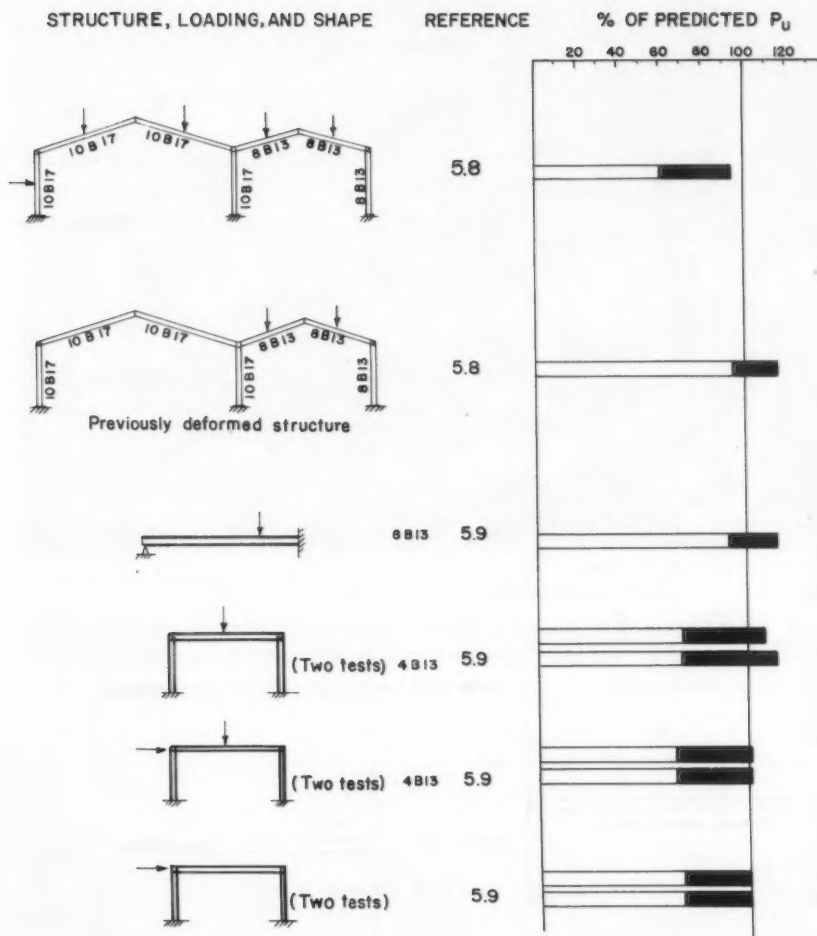 STRUCTURE, LOADING, AND SHAPE REFERENCE % OF PREDICTED Pu
20 40 60 80 100 120
10B17 10B17 8B13 8B13
10B17 10B17 8B13
5.8
10B17 10B17 8B13 8B13
10B17 10B17 8B13
5.8
Previously deformed structure
8B13 5.9
(Two tests) 4B13 5.9
(Two tests) 4B13 5.9
(Two tests) 5.9